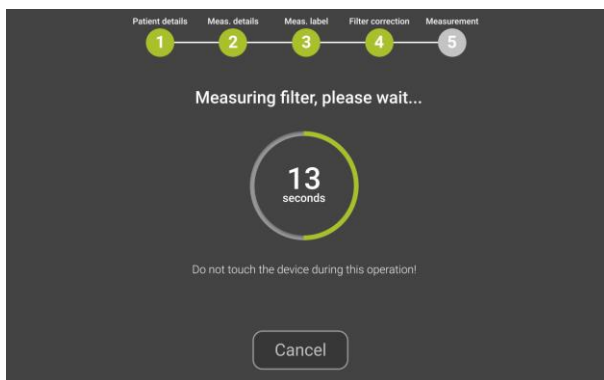 Patient details Meas. details Meas. label Filter correction Measurement
1 2 3 4 5
Measuring filter, please wait...
13
seconds
Do not touch the device during this operation!
Cancel